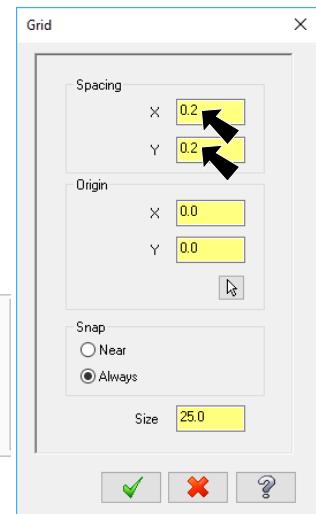 Grid
Spacing
X 0.2
Y 0.2
Origin
X 0.0
Y 0.0
Snap
Near
Always
Size 25.0